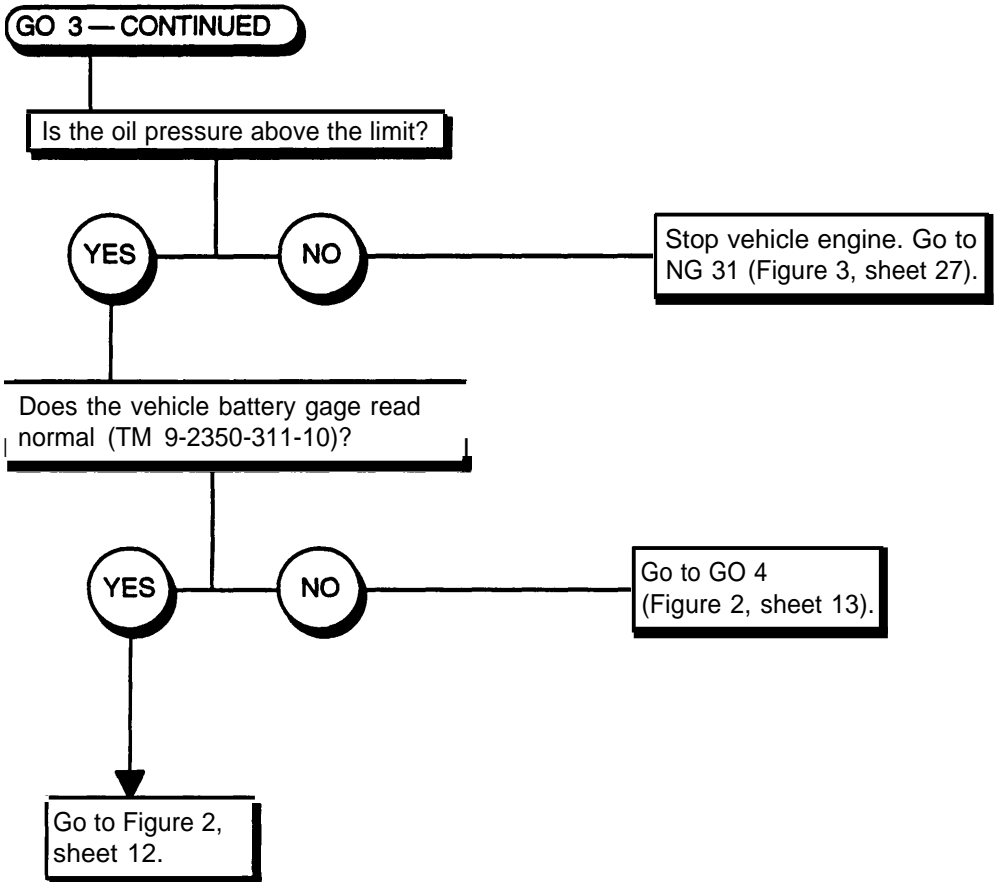 GO 3 — CONTINUED
Is the oil pressure above the limit?
YES
NO
Stop vehicle engine. Go to
NG 31 (Figure 3, sheet 27).
Does the vehicle battery gage read
normal (TM 9-2350-311-10)?
YES
NO
Go to GO 4
(Figure 2, sheet 13).
Go to Figure 2,
sheet 12.